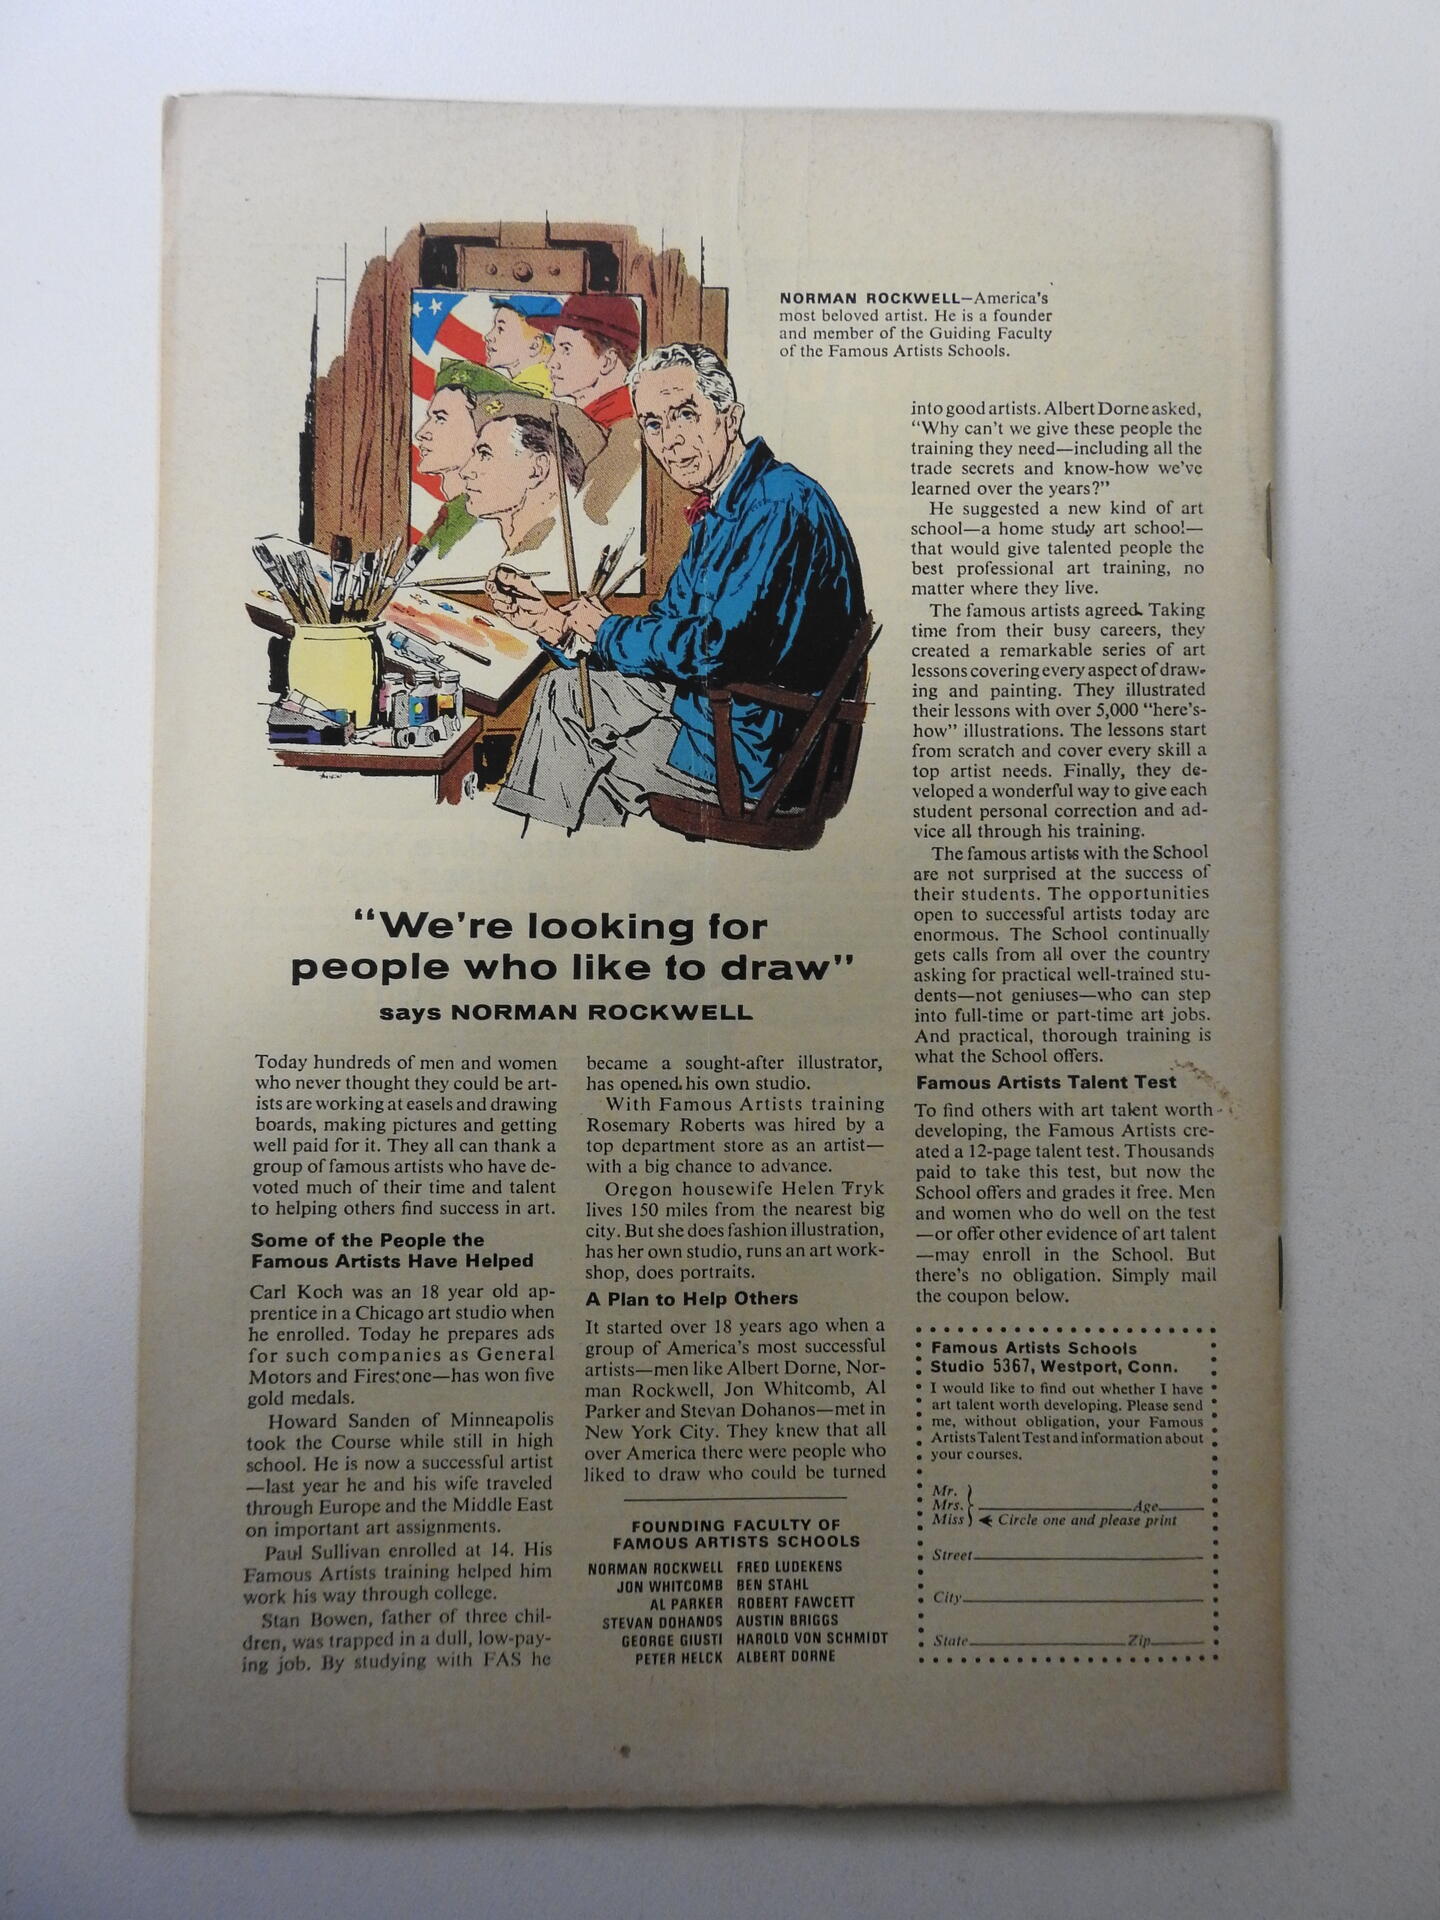 NORMAN ROCKWELL—America's
most beloved artist. He is a founder
and member of the Guiding Faculty
of the Famous Artists Schools.
"We're looking for
people who like to draw"
says NORMAN ROCKWELL
Today hundreds of men and women
who never thought they could be art-
ists are working at easels and drawing
boards, making pictures and getting
well paid for it. They all can thank a
group of famous artists who have de-
voted much of their time and talent
to helping others find success in art.
Some of the People the
Famous Artists Have Helped
Carl Koch was an 18 year old ap-
prentice in a Chicago art studio when
he enrolled. Today he prepares ads
for such companies as General
Motors and Firestone—has won five
gold medals.
Howard Sanden of Minneapolis
took the Course while still in high
school. He is now a successful artist
—last year he and his wife traveled
through Europe and the Middle East
on important art assignments.
Paul Sullivan enrolled at 14. His
Famous Artists training helped him
work his way through college.
Stan Bowen, father of three chil-
dren, was trapped in a dull, low-pay-
ing job. By studying with FAS he
became a sought-after illustrator,
has opened his own studio.
With Famous Artists training
Rosemary Roberts was hired by a
top department store as an artist—
with a big chance to advance.
Oregon housewife Helen Tryk
lives 150 miles from the nearest big
city. But she does fashion illustration,
has her own studio, runs an art work-
shop, does portraits.
A Plan to Help Others
It started over 18 years ago when a
group of America's most successful
artists—men like Albert Dorne, Nor-
man Rockwell, Jon Whitcomb, Al
Parker and Stevan Dohanos—met in
New York City. They knew that all
over America there were people who
liked to draw who could be turned
into good artists. Albert Dorne asked,
"Why can't we give these people the
training they need—including all the
trade secrets and know-how we've
learned over the years?"
He suggested a new kind of art
school—a home study art school—
that would give talented people the
best professional art training, no
matter where they live.
The famous artists agreed. Taking
time from their busy careers, they
created a remarkable series of art
lessons covering every aspect of draw-
ing and painting. They illustrated
their lessons with over 5,000 "here's-
how" illustrations. The lessons start
from scratch and cover every skill a
top artist needs. Finally, they de-
veloped a wonderful way to give each
student personal correction and ad-
vice all through his training.
The famous artists with the School
are not surprised at the success of
their students. The opportunities
open to successful artists today are
enormous. The School continually
gets calls from all over the country
asking for practical well-trained stu-
dents—not geniuses—who can step
into full-time or part-time art jobs.
And practical, thorough training is
what the School offers.
Famous Artists Talent Test
To find others with art talent worth
developing, the Famous Artists cre-
ated a 12-page talent test. Thousands
paid to take this test, but now the
School offers and grades it free. Men
and women who do well on the test
—or offer other evidence of art talent
—may enroll in the School. But
there's no obligation. Simply mail
the coupon below.
FOUNDING FACULTY OF
FAMOUS ARTISTS SCHOOLS
NORMAN ROCKWELL FRED LUDEKENS
JON WHITCOMB BEN STAHL
AL PARKER ROBERT FAWCETT
STEVAN DOHANOS AUSTIN BRIGGS
GEORGE GIUSTI HAROLD VON SCHMIDT
PETER HELCK ALBERT DORNE
Famous Artists Schools
Studio 5367, Westport, Conn.
I would like to find out whether I have
art talent worth developing. Please send
me, without obligation, your Famous
Artists Talent Test and information about
your courses.
Mr.
Mrs. Age
Miss Circle one and please print
Street
City
State Zip